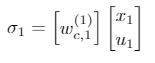 σ₁ = [w_{c,1}^{(1)}] [x₁ u₁]